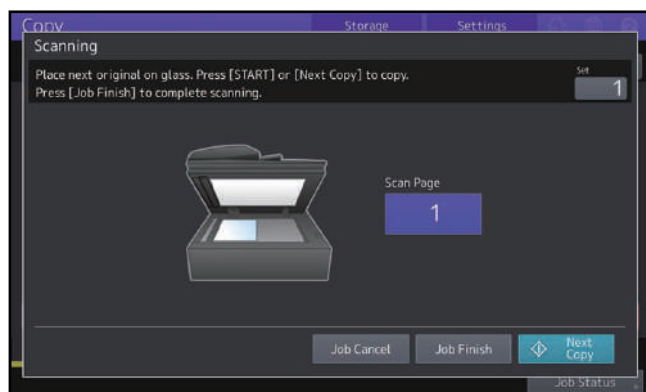 Copy
Storage
Settings
Scanning
Place next original on glass. Press [START] or [Next Copy] to copy.
Press [Job Finish] to complete scanning.
Set
1
Scan Page
1
Job Cancel
Job Finish
Next
Copy
Job Status